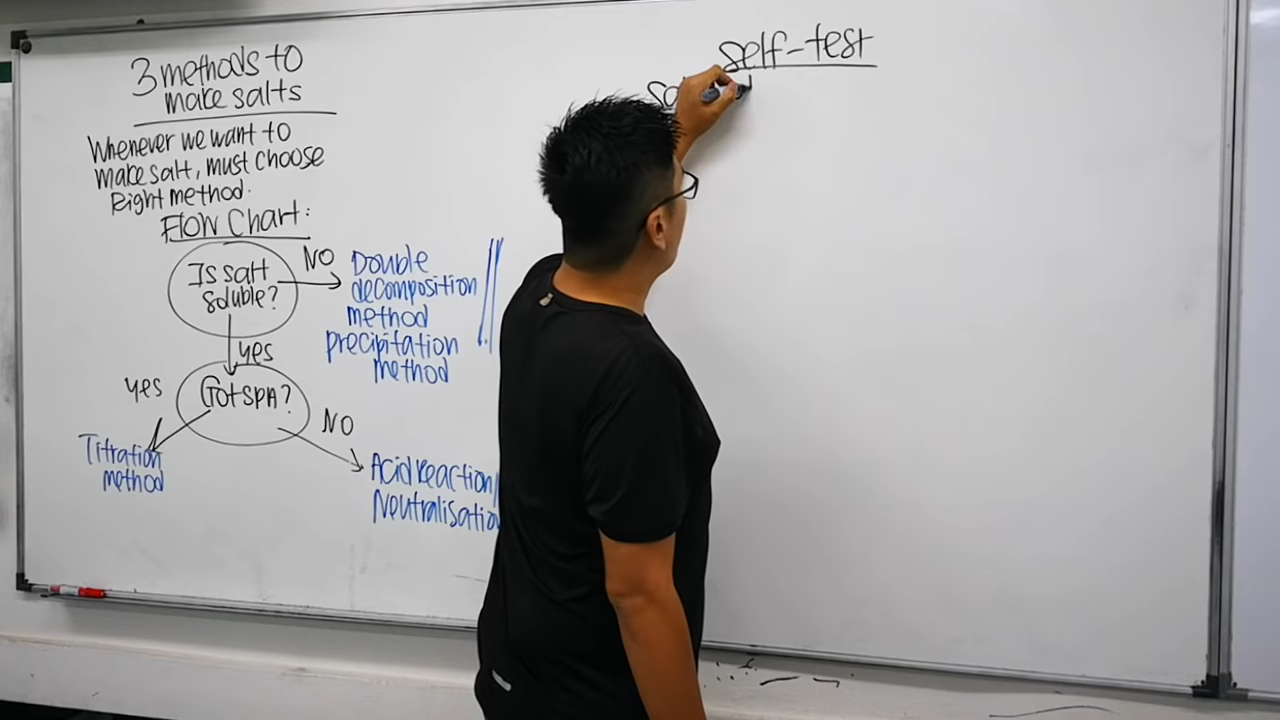 3 methods to
make salts
Whenever we want to
make salt, must choose
Right method.
Flow Chart:
Is salt
soluble?
NO
Double
decomposition
method
precipitation
method
yes
Got SPA?
yes
Titration
method
NO
Acid Reaction/
Neutralisatio
self-test